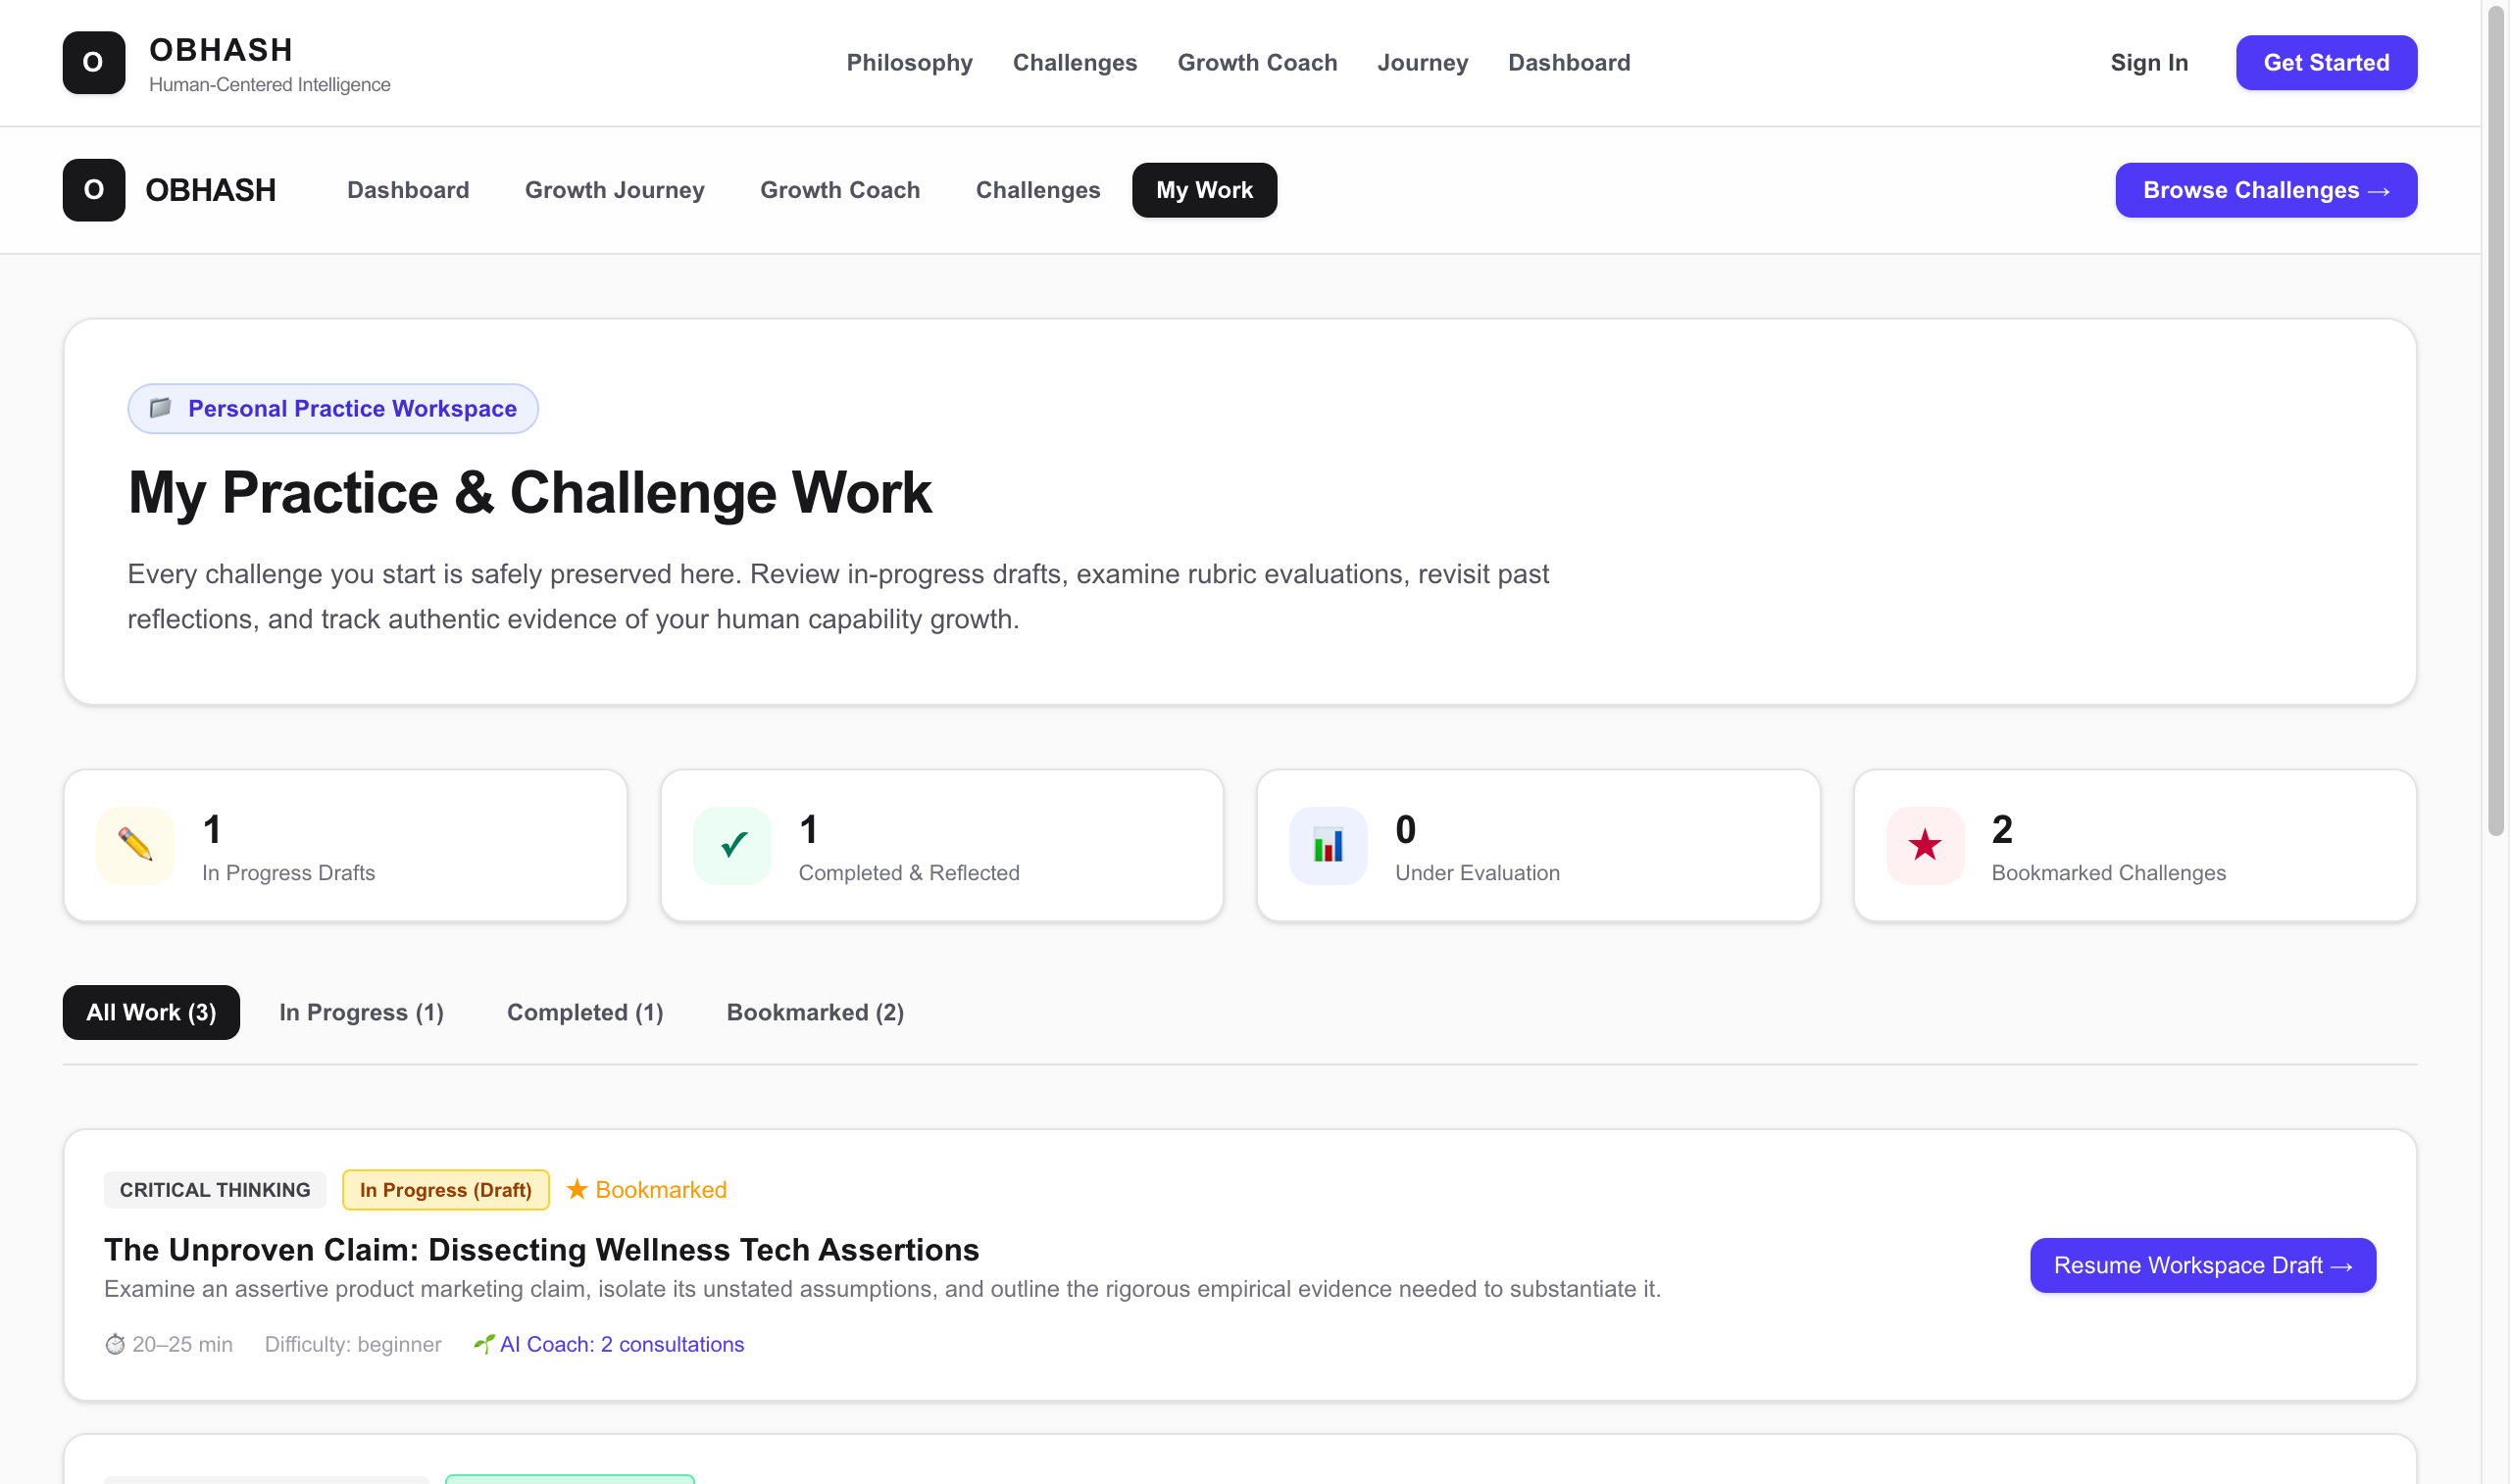 O
OBHASH
Human-Centered Intelligence
Philosophy
Challenges
Growth Coach
Journey
Dashboard
Sign In
Get Started
O
OBHASH
Dashboard
Growth Journey
Growth Coach
Challenges
My Work
Browse Challenges →
Personal Practice Workspace
My Practice & Challenge Work
Every challenge you start is safely preserved here. Review in-progress drafts, examine rubric evaluations, revisit past
reflections, and track authentic evidence of your human capability growth.
1
In Progress Drafts
1
Completed & Reflected
0
Under Evaluation
2
Bookmarked Challenges
All Work (3)
In Progress (1)
Completed (1)
Bookmarked (2)
CRITICAL THINKING
In Progress (Draft)
★ Bookmarked
The Unproven Claim: Dissecting Wellness Tech Assertions
Examine an assertive product marketing claim, isolate its unstated assumptions, and outline the rigorous empirical evidence needed to substantiate it.
20–25 min
Difficulty: beginner
AI Coach: 2 consultations
Resume Workspace Draft →